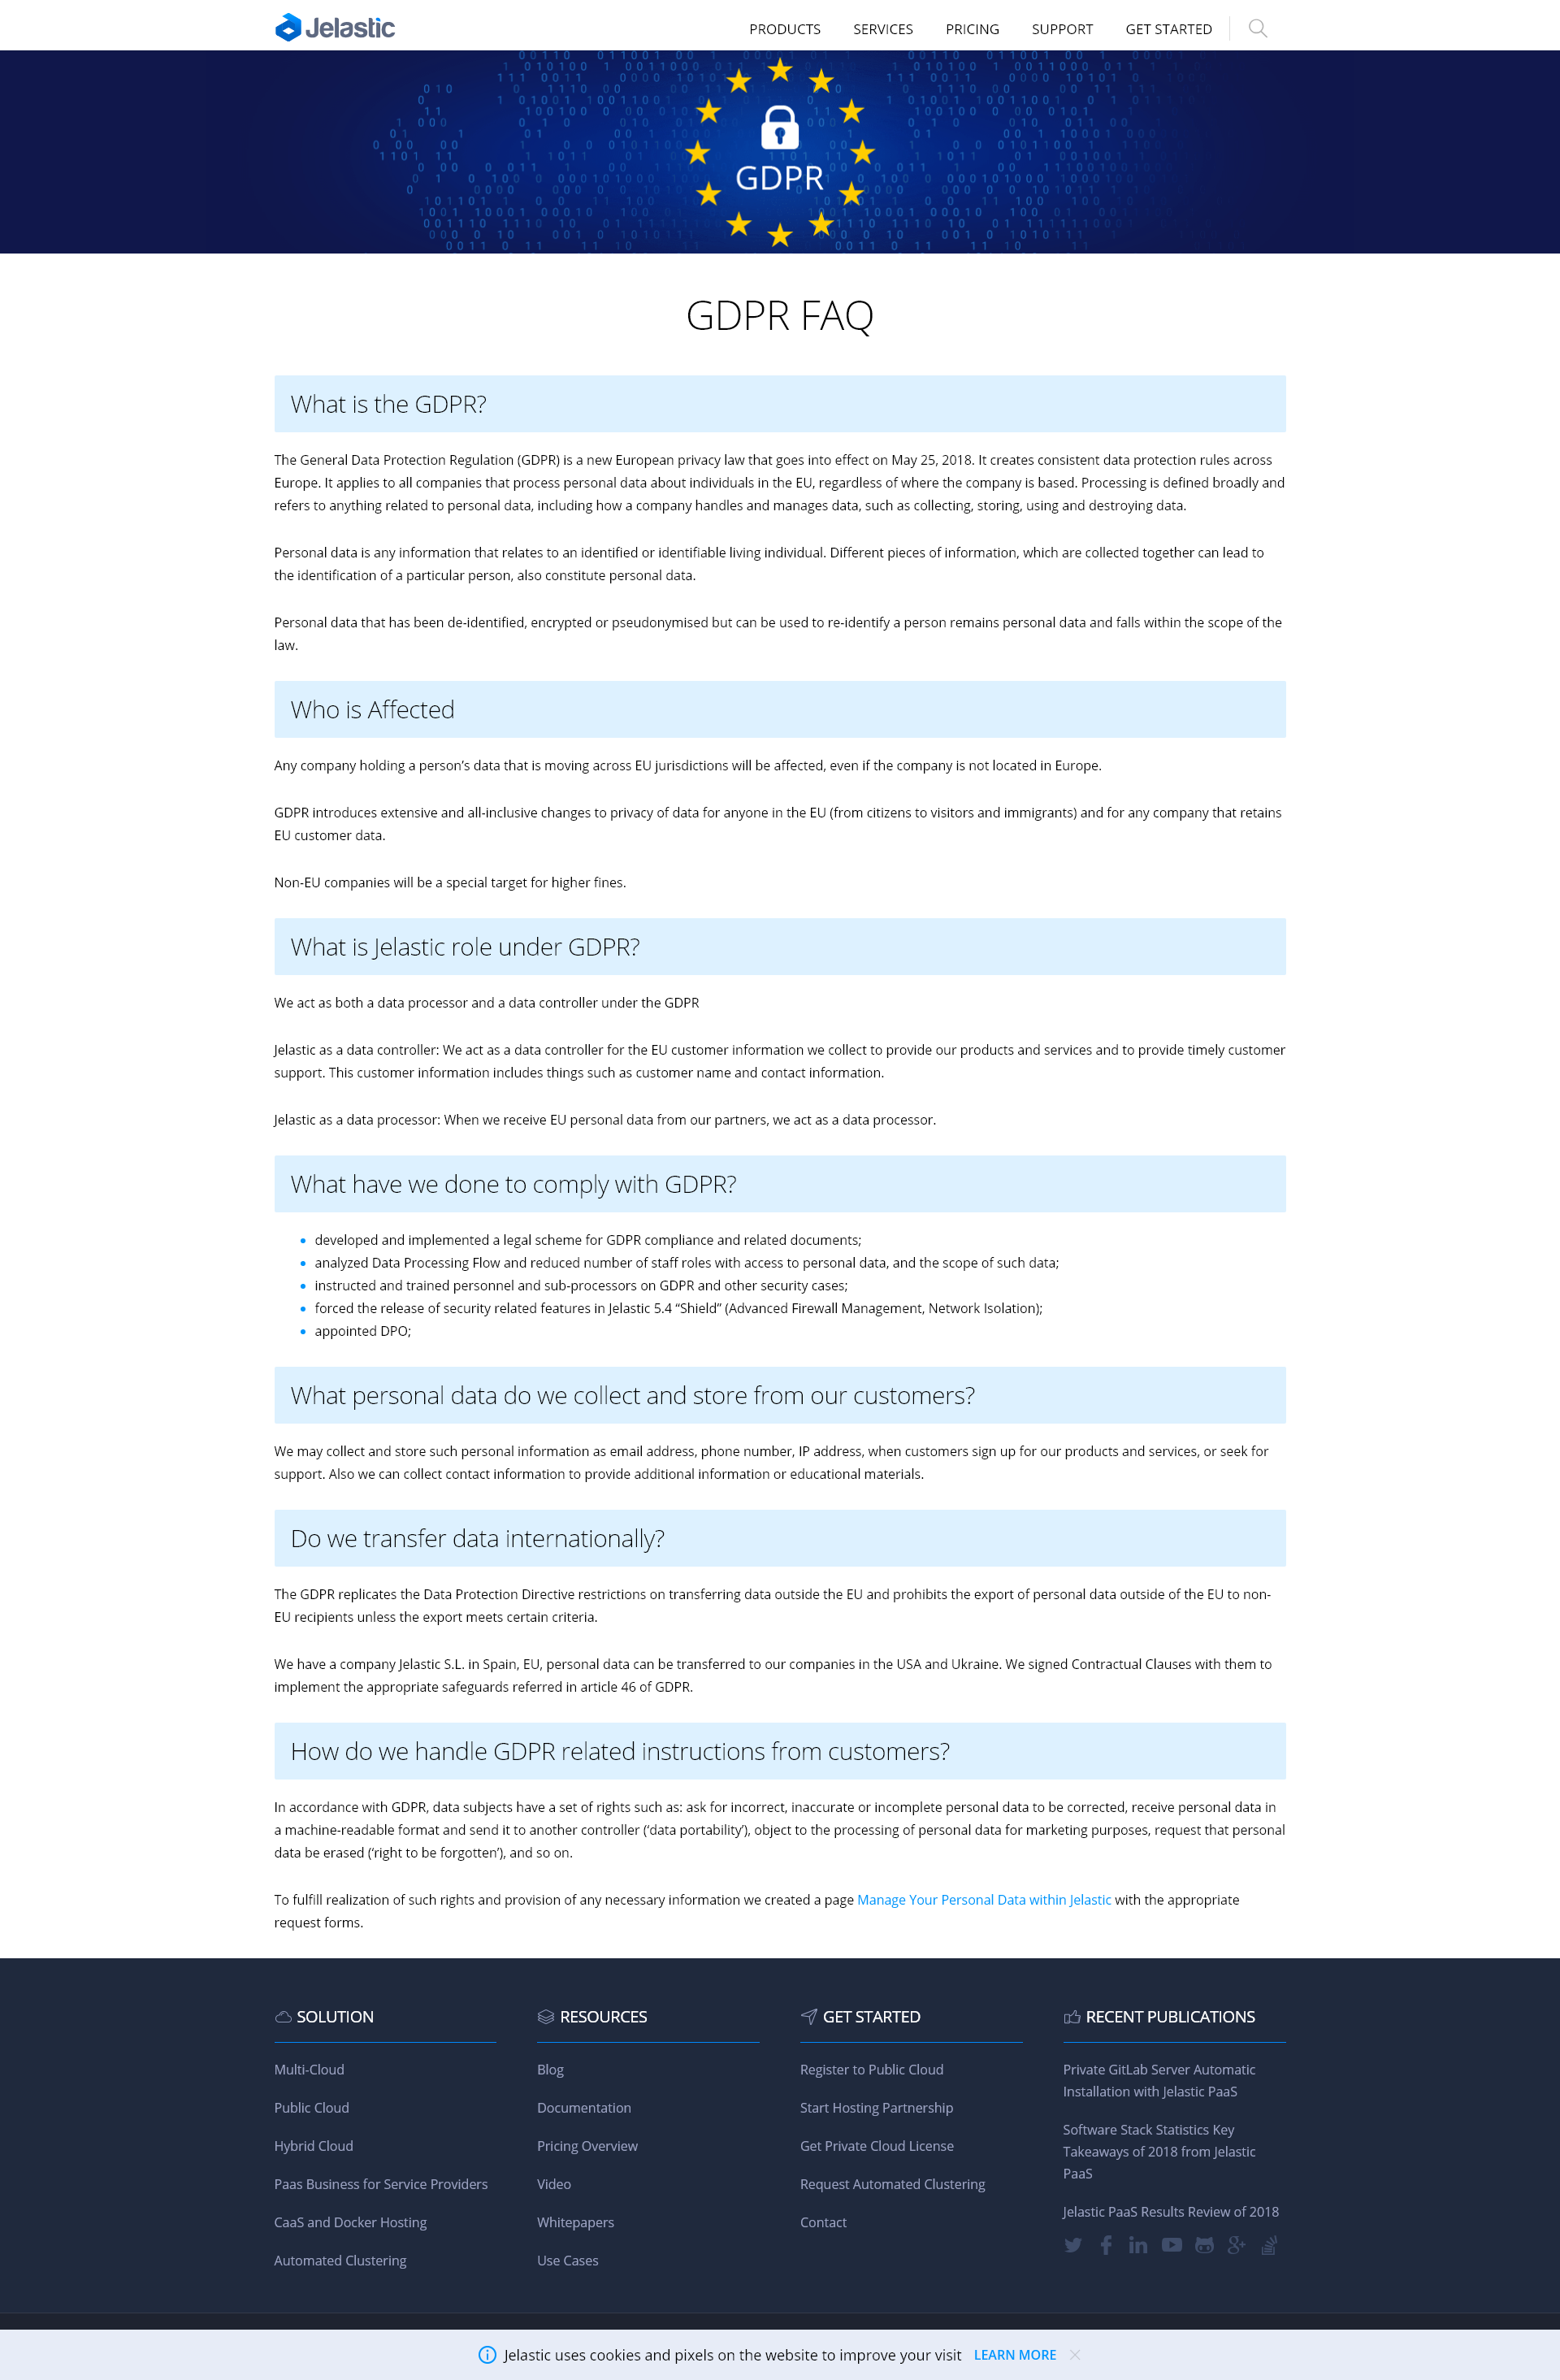 Jelastic
PRODUCTS
SERVICES
PRICING
SUPPORT
GET STARTED
GDPR
GDPR FAQ
What is the GDPR?
The General Data Protection Regulation (GDPR) is a new European privacy law that goes into effect on May 25, 2018. It creates consistent data protection rules across
Europe. It applies to all companies that process personal data about individuals in the EU, regardless of where the company is based. Processing is defined broadly and
refers to anything related to personal data, including how a company handles and manages data, such as collecting, storing, using and destroying data.
Personal data is any information that relates to an identified or identifiable living individual. Different pieces of information, which are collected together can lead to
the identification of a particular person, also constitute personal data.
Personal data that has been de-identified, encrypted or pseudonymised but can be used to re-identify a person remains personal data and falls within the scope of the
law.
Who is Affected
Any company holding a person’s data that is moving across EU jurisdictions will be affected, even if the company is not located in Europe.
GDPR introduces extensive and all-inclusive changes to privacy of data for anyone in the EU (from citizens to visitors and immigrants) and for any company that retains
EU customer data.
Non-EU companies will be a special target for higher fines.
What is Jelastic role under GDPR?
We act as both a data processor and a data controller under the GDPR
Jelastic as a data controller: We act as a data controller for the EU customer information we collect to provide our products and services and to provide timely customer
support. This customer information includes things such as customer name and contact information.
Jelastic as a data processor: When we receive EU personal data from our partners, we act as a data processor.
What have we done to comply with GDPR?
developed and implemented a legal scheme for GDPR compliance and related documents;
analyzed Data Processing Flow and reduced number of staff roles with access to personal data, and the scope of such data;
instructed and trained personnel and sub-processors on GDPR and other security cases;
forced the release of security related features in Jelastic 5.4 “Shield” (Advanced Firewall Management, Network Isolation);
appointed DPO;
What personal data do we collect and store from our customers?
We may collect and store such personal information as email address, phone number, IP address, when customers sign up for our products and services, or seek for
support. Also we can collect contact information to provide additional information or educational materials.
Do we transfer data internationally?
The GDPR replicates the Data Protection Directive restrictions on transferring data outside the EU and prohibits the export of personal data outside of the EU to non-
EU recipients unless the export meets certain criteria.
We have a company Jelastic S.L. in Spain, EU, personal data can be transferred to our companies in the USA and Ukraine. We signed Contractual Clauses with them to
implement the appropriate safeguards referred in article 46 of GDPR.
How do we handle GDPR related instructions from customers?
In accordance with GDPR, data subjects have a set of rights such as: ask for incorrect, inaccurate or incomplete personal data to be corrected, receive personal data in
a machine-readable format and send it to another controller (‘data portability’), object to the processing of personal data for marketing purposes, request that personal
data be erased (‘right to be forgotten’), and so on.
To fulfill realization of such rights and provision of any necessary information we created a page Manage Your Personal Data within Jelastic with the appropriate
request forms.
SOLUTION
Multi-Cloud
Public Cloud
Hybrid Cloud
Paas Business for Service Providers
CaaS and Docker Hosting
Automated Clustering
RESOURCES
Blog
Documentation
Pricing Overview
Video
Whitepapers
Use Cases
GET STARTED
Register to Public Cloud
Start Hosting Partnership
Get Private Cloud License
Request Automated Clustering
Contact
RECENT PUBLICATIONS
Private GitLab Server Automatic
Installation with Jelastic PaaS
Software Stack Statistics Key
Takeaways of 2018 from Jelastic
PaaS
Jelastic PaaS Results Review of 2018
Jelastic uses cookies and pixels on the website to improve your visit LEARN MORE